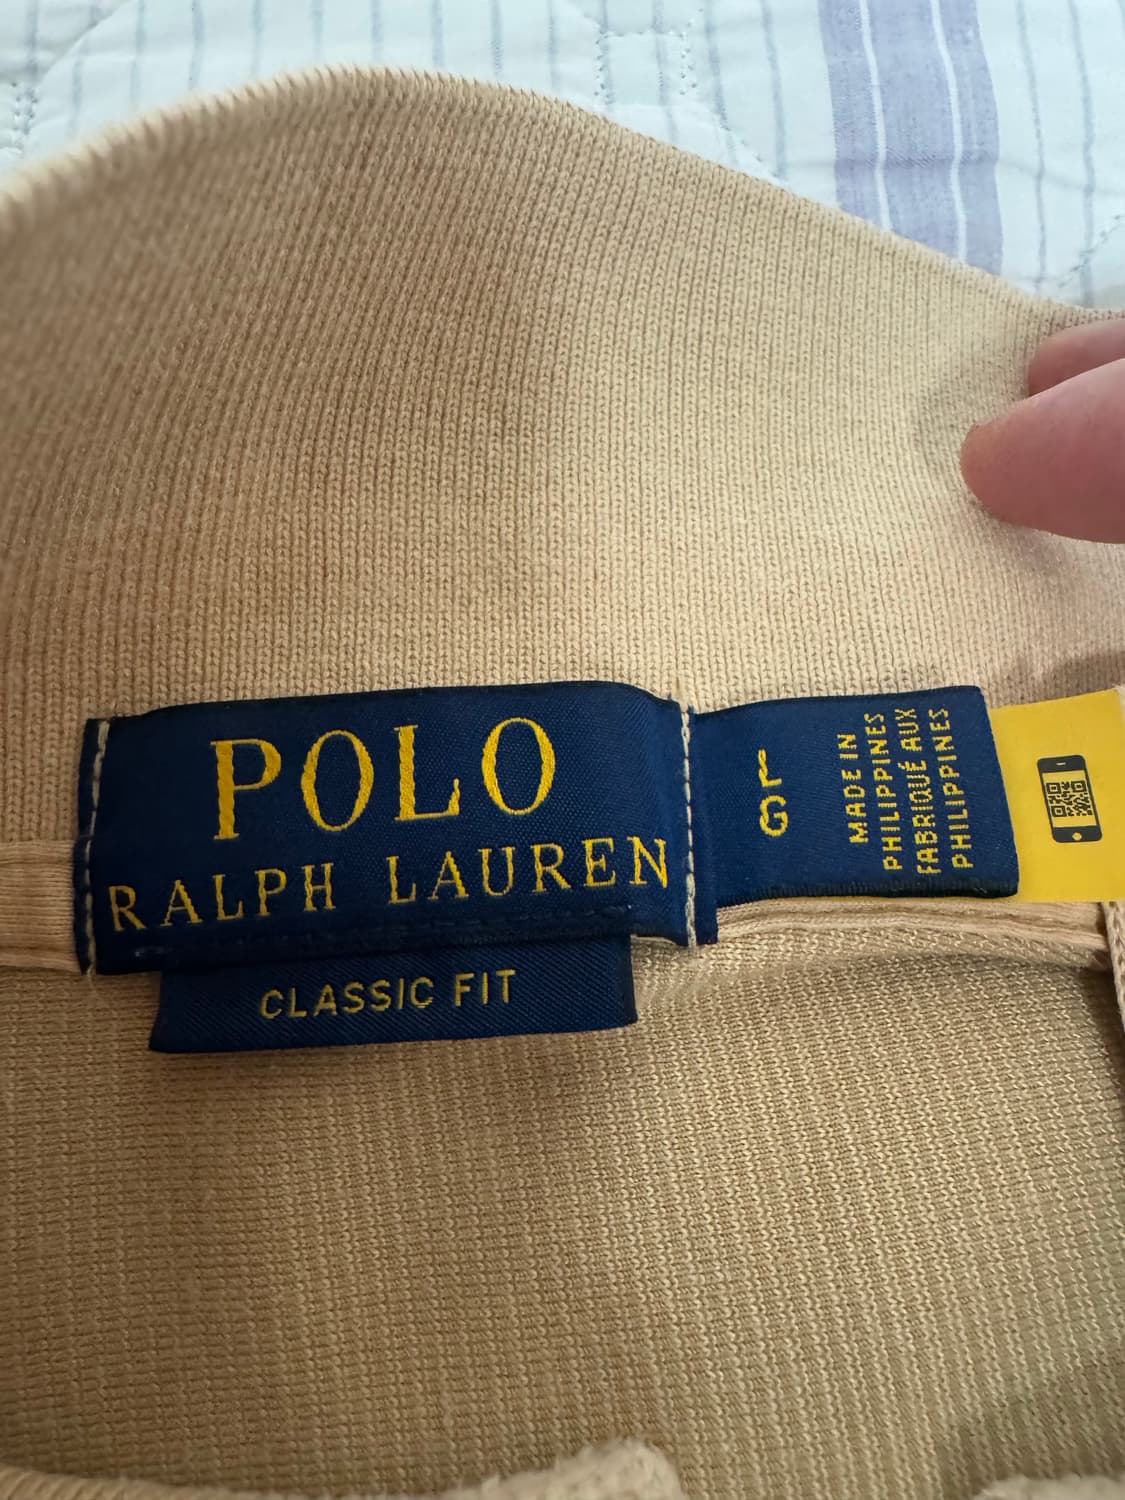 POLO
RALPH LAUREN
CLASSIC FIT
L
G
MADE IN
PHILIPPINES
FABRIQUÉ AUX
PHILIPPINES